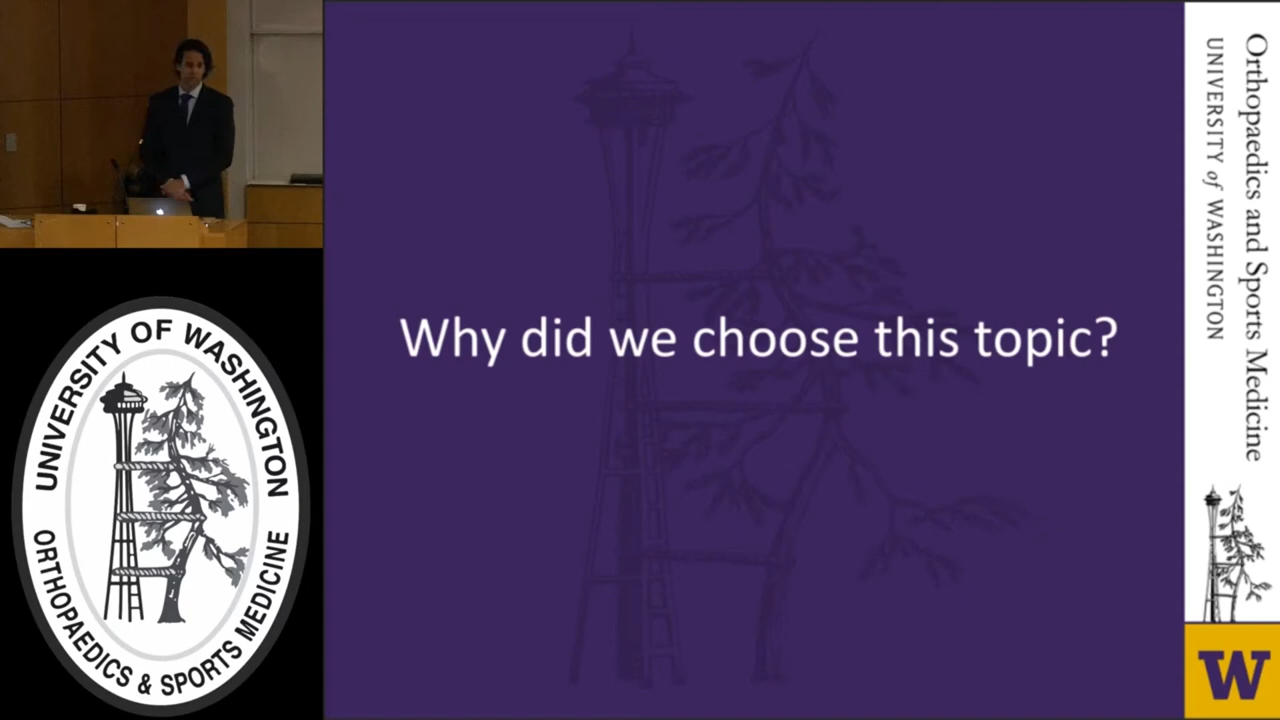 Why did we choose this topic?
UNIVERSITY OF WASHINGTON
ORTHOPAEDICS & SPORTS MEDICINE
Orthopaedics and Sports Medicine
UNIVERSITY of WASHINGTON
W